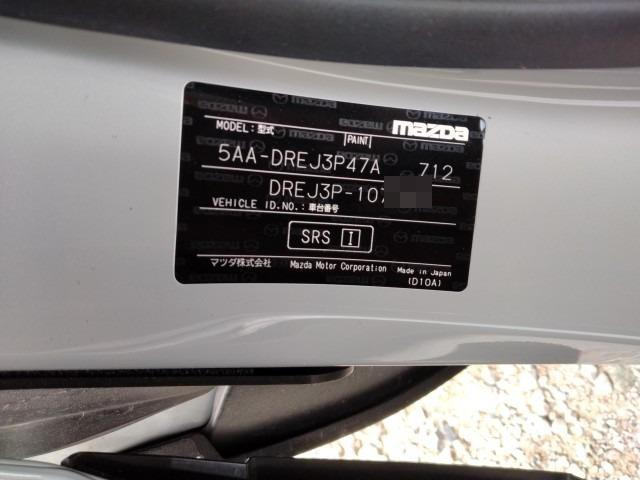 mazda
MODEL: 型式
PAINT
5AA-DREJ3P47A 712
DREJ3P-107
VEHICLE ID.NO.: 車台番号
SRS I
マツダ株式会社 Mazda Motor Corporation Made in Japan
(D10A)